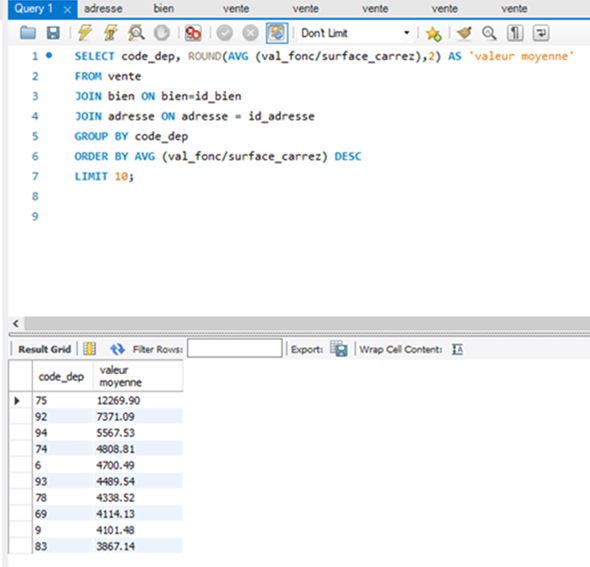 Query 1 adresse bien vente vente vente vente vente
Don't Limit
1 SELECT code_dep, ROUND(AVG (val_fonc/surface_carrez),2) AS 'valeur moyenne'
2 FROM vente
3 JOIN bien ON bien=id_bien
4 JOIN adresse ON adresse = id_adresse
5 GROUP BY code_dep
6 ORDER BY AVG (val_fonc/surface_carrez) DESC
7 LIMIT 10;
8
9
Result Grid Filter Rows: Export: Wrap Cell Content:
code_dep valeur moyenne
75 12269.90
92 7371.09
94 5567.53
74 4808.81
6 4700.49
93 4489.54
78 4338.52
69 4114.13
9 4101.48
83 3867.14